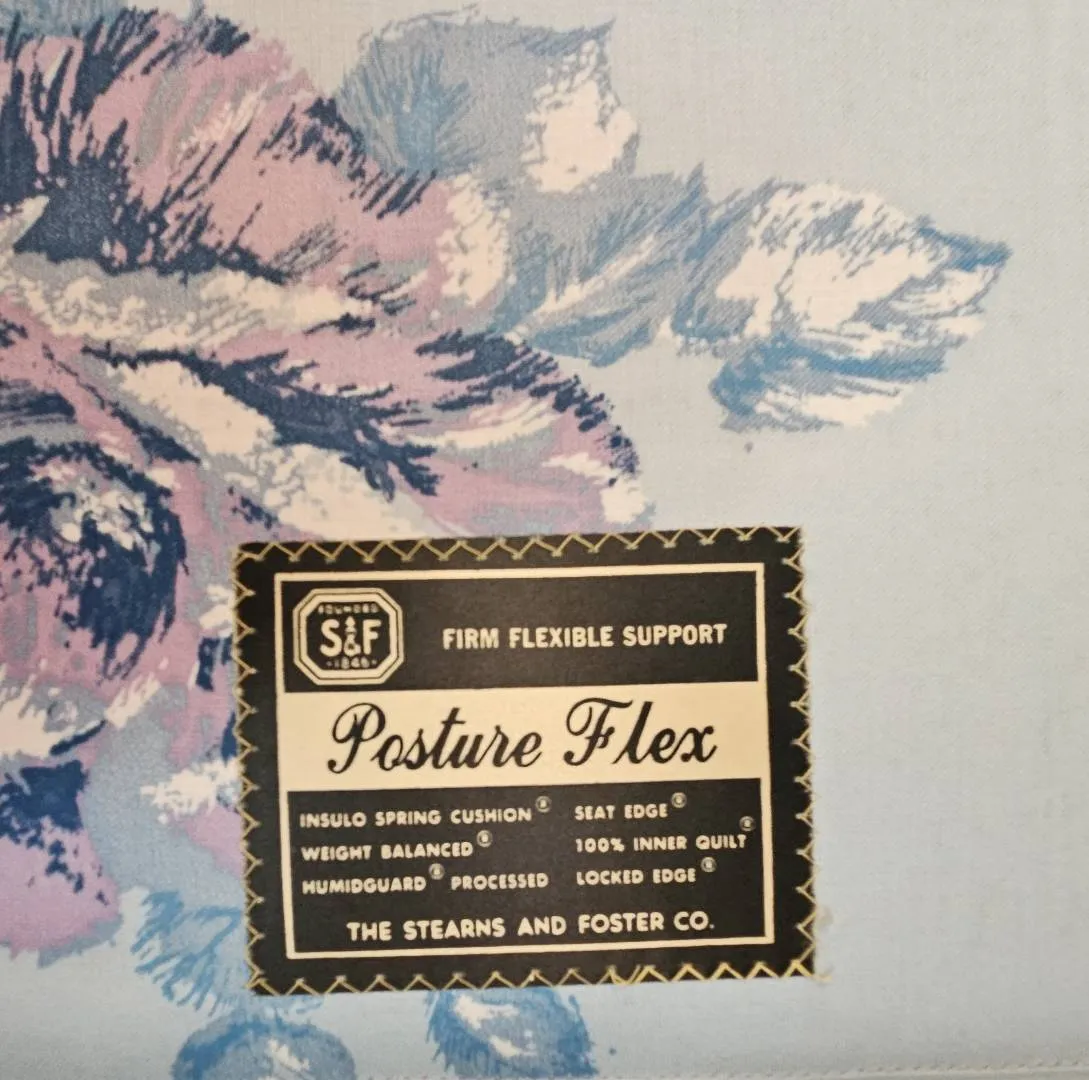 FOUNDED
S&F
·1846·
FIRM FLEXIBLE SUPPORT
Posture Flex
INSULO SPRING CUSHION® SEAT EDGE®
WEIGHT BALANCED® 100% INNER QUILT®
HUMIDGUARD® PROCESSED LOCKED EDGE®
THE STEARNS AND FOSTER CO.